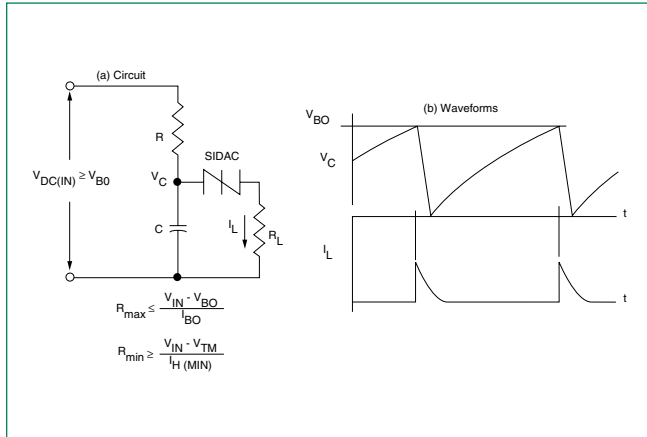 (a) Circuit
R
SIDAC
V_DC(IN) ≥ V_B0
V_C
C
I_L
R_L
R_max ≤ (V_IN - V_BO) / I_BO
R_min ≥ (V_IN - V_TM) / I_H (MIN)
(b) Waveforms
V_BO
V_C
t
I_L
t